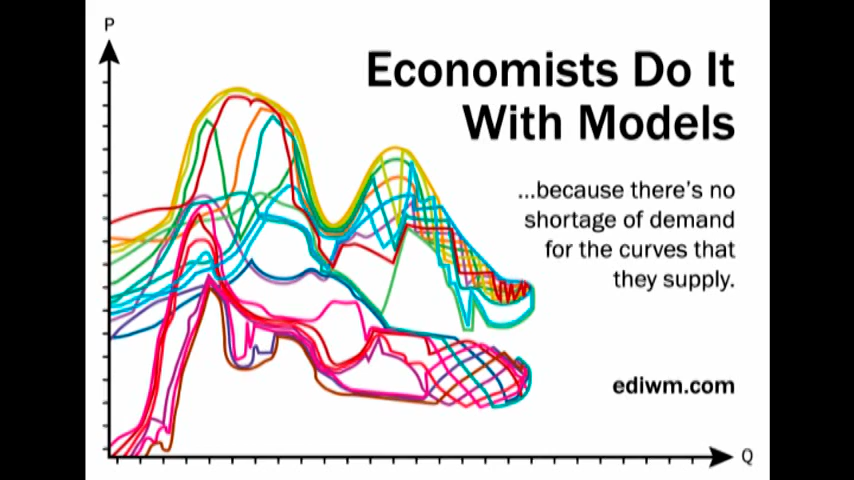 P
Economists Do It
With Models
...because there's no
shortage of demand
for the curves that
they supply.
ediwm.com
Q